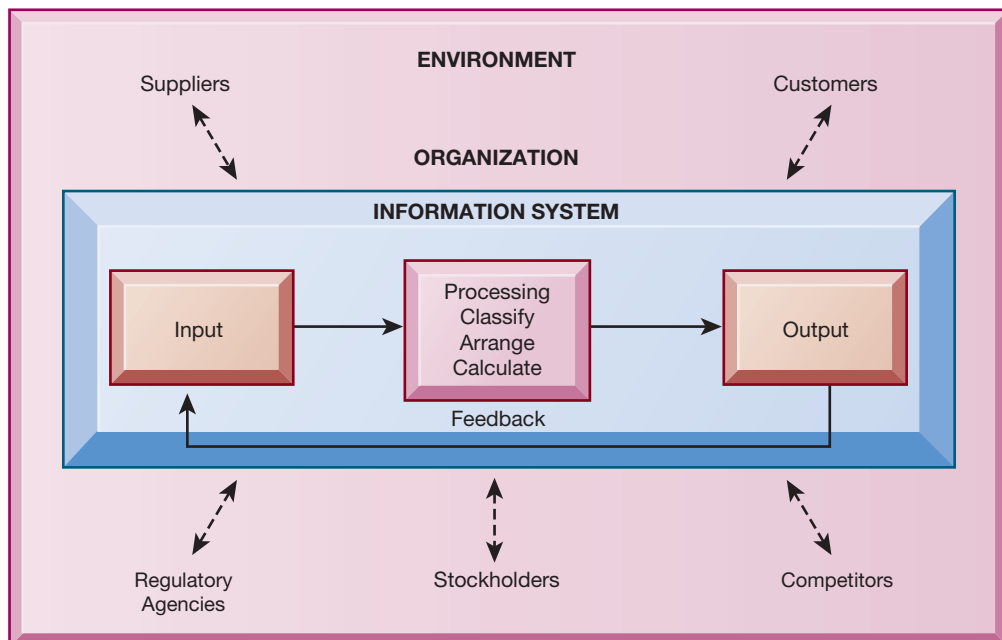 ENVIRONMENT
Suppliers
Customers
ORGANIZATION
INFORMATION SYSTEM
Input
Processing
Classify
Arrange
Calculate
Output
Feedback
Regulatory
Agencies
Stockholders
Competitors